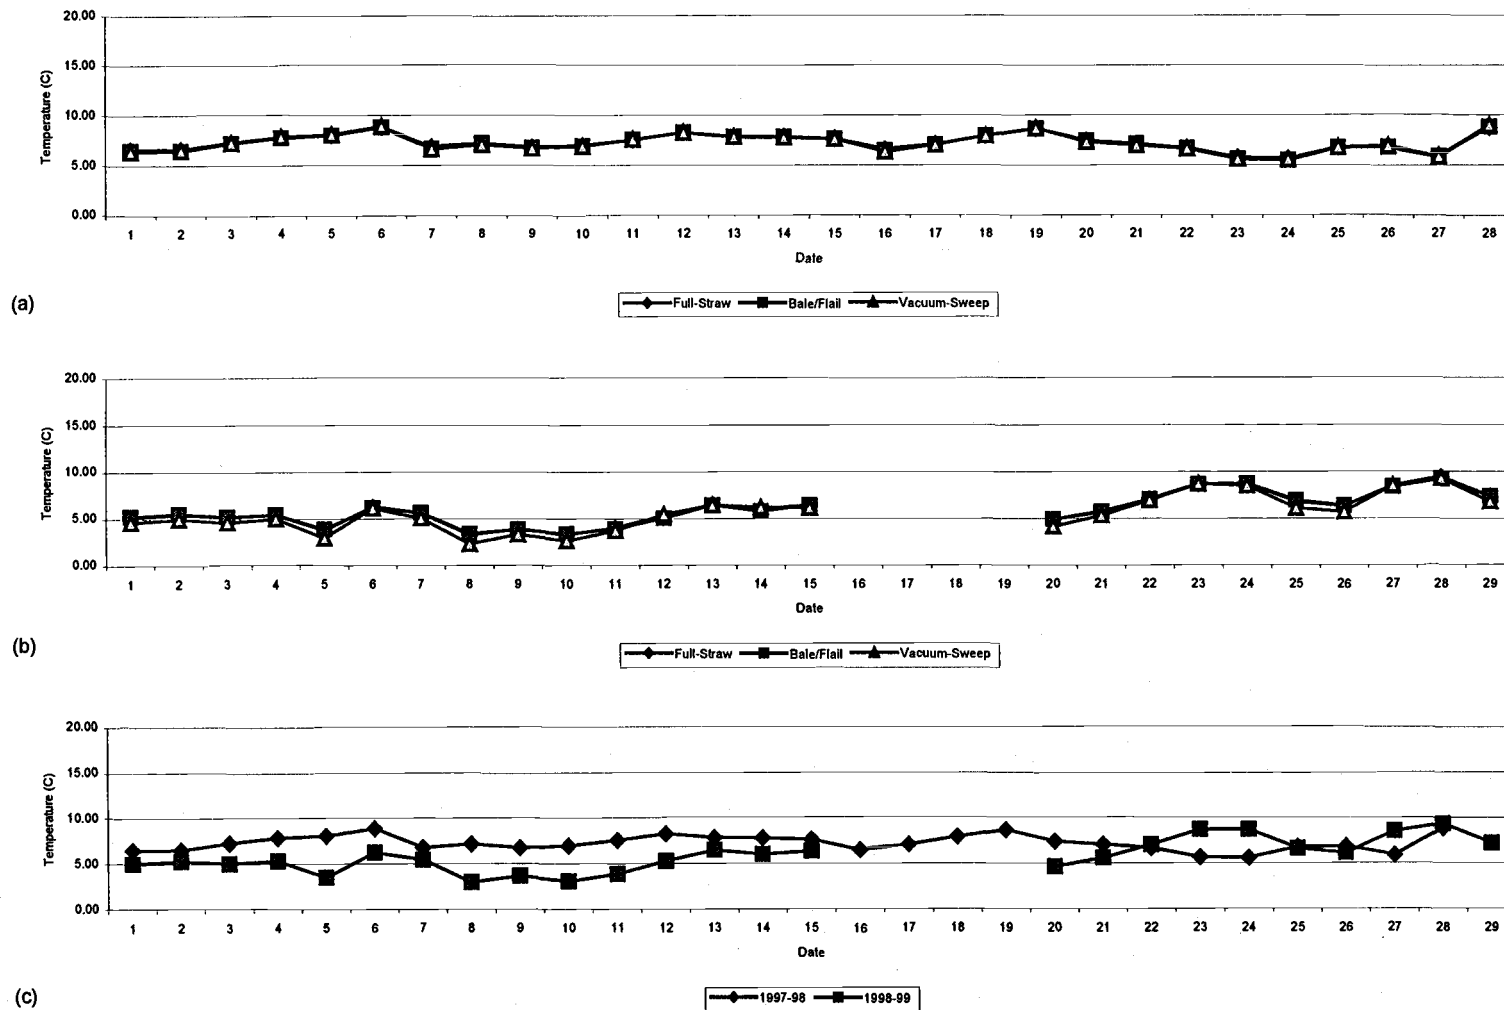 20.00
15.00
10.00
5.00
0.00
Temperature (C)
1 2 3 4 5 6 7 8 9 10 11 12 13 14 15 16 17 18 19 20 21 22 23 24 25 26 27 28
Date
(a)
Full-Straw Bale/Flail Vacuum-Sweep
20.00
15.00
10.00
5.00
0.00
Temperature (C)
1 2 3 4 5 6 7 8 9 10 11 12 13 14 15 16 17 18 19 20 21 22 23 24 25 26 27 28 29
Date
(b)
Full-Straw Bale/Flail Vacuum-Sweep
20.00
15.00
10.00
5.00
0.00
Temperature (C)
1 2 3 4 5 6 7 8 9 10 11 12 13 14 15 16 17 18 19 20 21 22 23 24 25 26 27 28 29
Date
(c)
1997-98 1998-99